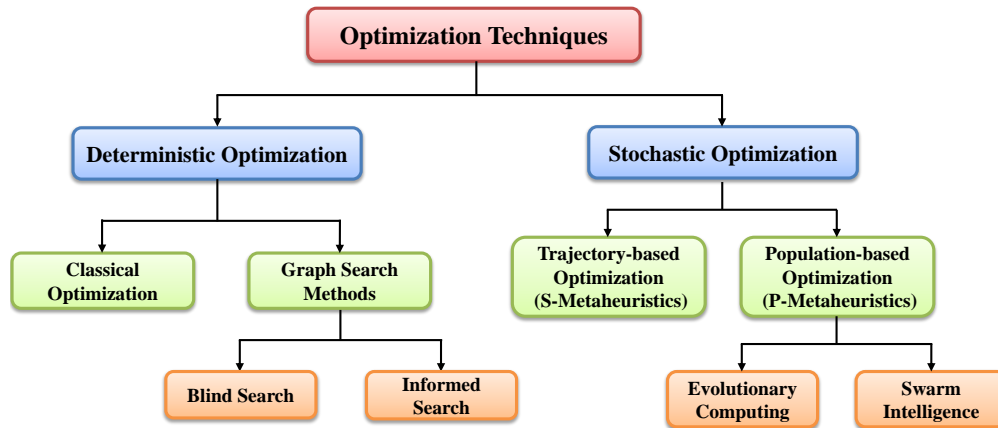 Optimization Techniques
Deterministic Optimization
Stochastic Optimization
Classical
Optimization
Graph Search
Methods
Trajectory-based
Optimization
(S-Metaheuristics)
Population-based
Optimization
(P-Metaheuristics)
Blind Search
Informed
Search
Evolutionary
Computing
Swarm
Intelligence